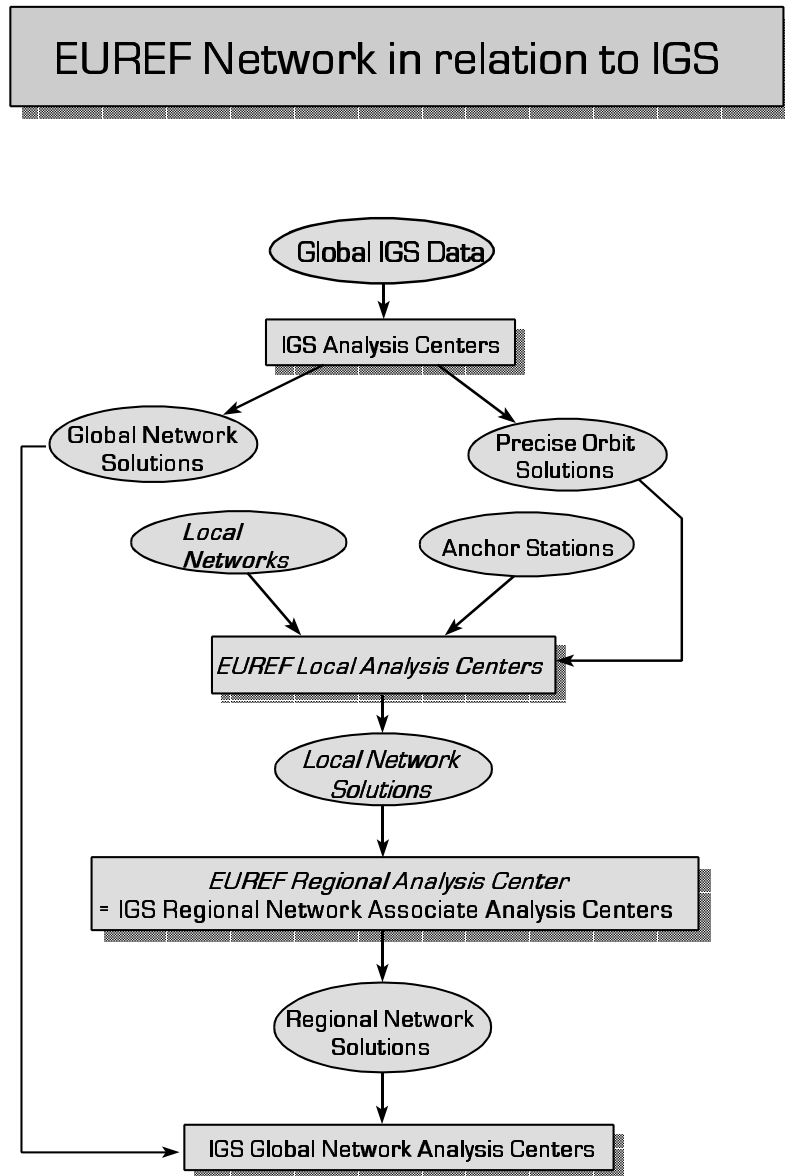 EUREF Network in relation to IGS
Global IGS Data
IGS Analysis Centers
Global Network
Solutions
Precise Orbit
Solutions
Local
Networks
Anchor Stations
EUREF Local Analysis Centers
Local Network
Solutions
EUREF Regional Analysis Center
= IGS Regional Network Associate Analysis Centers
Regional Network
Solutions
IGS Global Network Analysis Centers